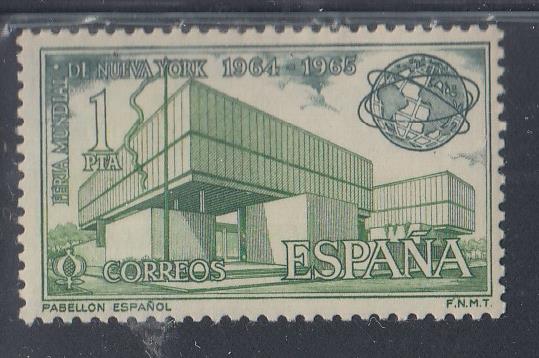 FERIA MUNDIAL · DE NUEVA YORK 1964 - 1965
1
PTA
CORREOS
ESPAÑA
PABELLON ESPAÑOL
F.N.M.T.